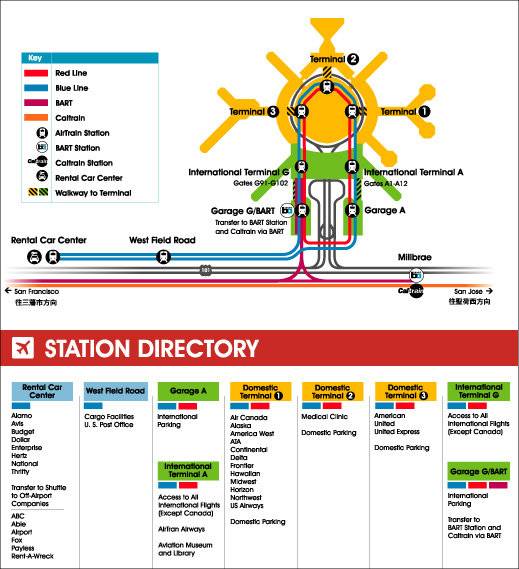 Terminal 2
Key
Red Line
Blue Line
BART
Caltrain
AirTrain Station
BART Station
Caltrain Caltrain Station
Rental Car Center
Walkway to Terminal
Terminal 3
Terminal 1
International Terminal G
Gates G91-G102
International Terminal A
Gates A1-A12
Garage G/BART
Transfer to BART Station
and Caltrain via BART
Garage A
Rental Car Center
West Field Road
Millbrae
101
Caltrain
San Francisco
往三藩市方向
San Jose
往聖荷西方向
STATION DIRECTORY
Rental Car
Center
Alamo
Avis
Budget
Dollar
Enterprise
Hertz
National
Thrifty
Transfer to Shuttle
to Off-Airport
Companies
ABC
Able
Airport
Fox
Payless
Rent-A-Wreck
West Field Road
Cargo Facilities
U. S. Post Office
Garage A
International
Parking
International
Terminal A
Access to All
International Flights
(Except Canada)
AirTran Airways
Aviation Museum
and Library
Domestic
Terminal 1
Air Canada
Alaska
America West
ATA
Continental
Delta
Frontier
Hawaiian
Midwest
Horizon
Northwest
US Airways
Domestic Parking
Domestic
Terminal 2
Medical Clinic
Domestic Parking
Domestic
Terminal 3
American
United
United Express
Domestic Parking
International
Terminal G
Access to All
International Flights
(Except Canada)
Garage G/BART
International
Parking
Transfer to
BART Station and
Caltrain via BART